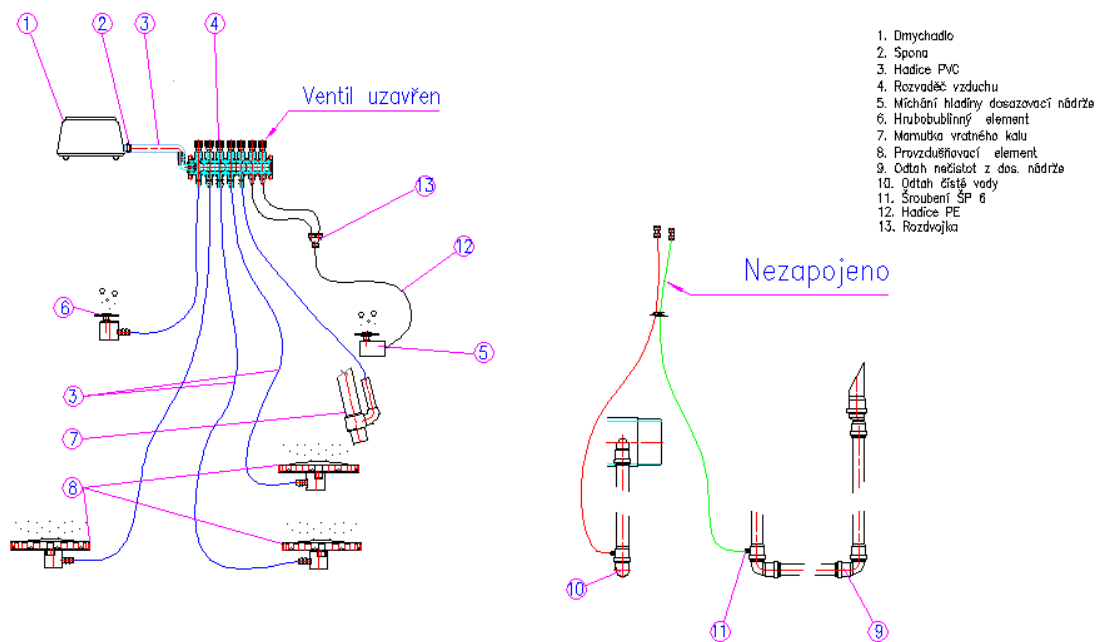 1
2
3
4
1. Dmychadlo
2. Spona
3. Hadice PVC
4. Rozvaděč vzduchu
5. Míchání hladiny dosazovací nádrže
6. Hrubobublinný element
7. Mamutka vratného kalu
8. Provzdušňovací element
9. Odtah nečistot z dos. nádrže
10. Odtah čisté vody
11. Šroubení ŠP 6
12. Hadice PE
13. Rozdvojka
Ventil uzavřen
13
12
Nezapojeno
6
5
3
7
8
10
11
9